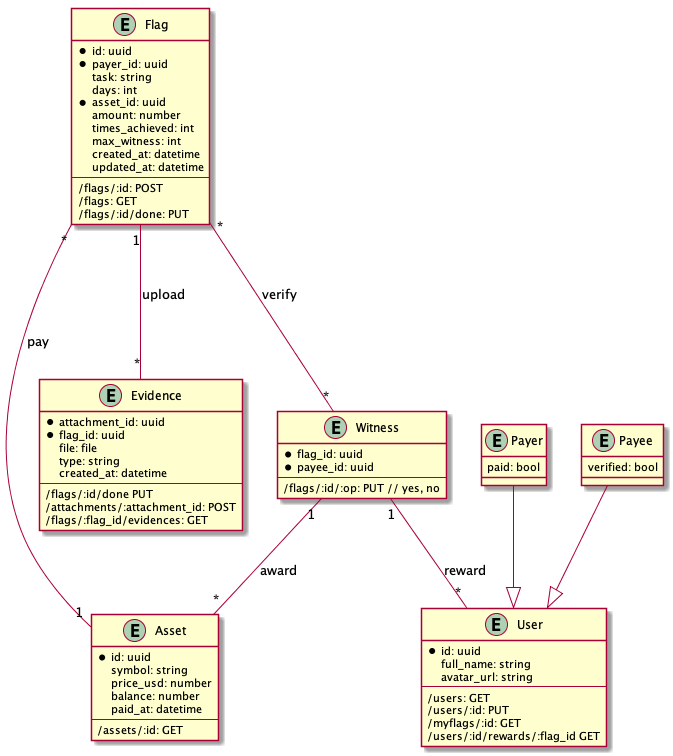 E Flag
id: uuid
payer_id: uuid
task: string
days: int
asset_id: uuid
amount: number
times_achieved: int
max_witness: int
created_at: datetime
updated_at: datetime
/flags/:id: POST
/flags: GET
/flags/:id/done: PUT
* 1 *
upload
verify
pay
* *
E Evidence
attachment_id: uuid
flag_id: uuid
file: file
type: string
created_at: datetime
/flags/:id/done PUT
/attachments/:attachment_id: POST
/flags/:flag_id/evidences: GET
E Witness
flag_id: uuid
payee_id: uuid
/flags/:id/:op: PUT // yes, no
E Payer
paid: bool
E Payee
verified: bool
1 1
award
reward
1 * *
E Asset
id: uuid
symbol: string
price_usd: number
balance: number
paid_at: datetime
/assets/:id: GET
E User
id: uuid
full_name: string
avatar_url: string
/users: GET
/users/:id: PUT
/myflags/:id: GET
/users/:id/rewards/:flag_id GET